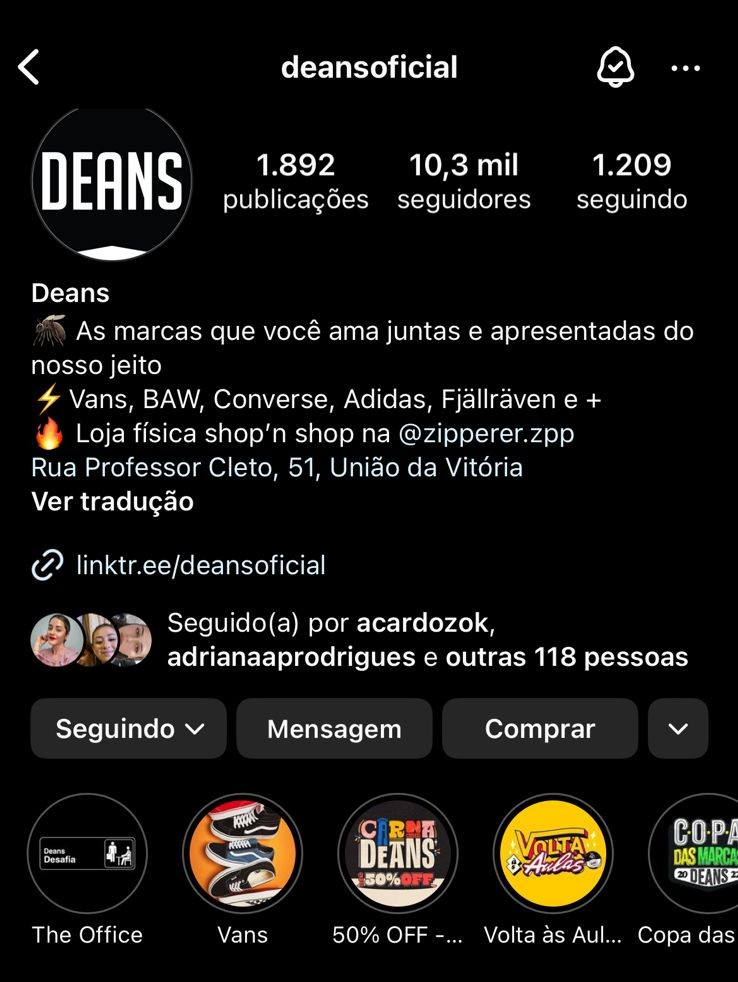 deansoficial
DEANS
1.892
publicações
10,3 mil
seguidores
1.209
seguindo
Deans
As marcas que você ama juntas e apresentadas do
nosso jeito
Vans, BAW, Converse, Adidas, Fjällräven e +
Loja física shop’n shop na @zipperer.zpp
Rua Professor Cleto, 51, União da Vitória
Ver tradução
linktr.ee/deansoficial
Seguido(a) por acardozok,
adrianaaprodrigues e outras 118 pessoas
Seguindo
Mensagem
Comprar
Deans
Desafia
The Office
Vans
CARNA
DEANS
50% OFF
50% OFF -...
VOLTA
às
Aulas
Volta às Aul...
COPA
DAS MARCA
20 DEANS 2
Copa das